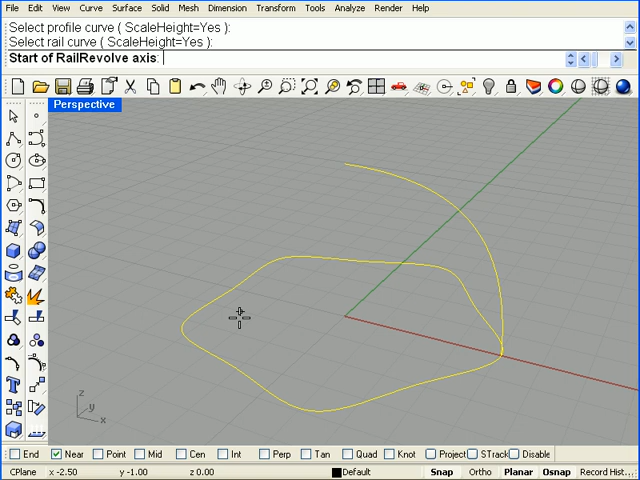 File Edit View Curve Surface Solid Mesh Dimension Transform Tools Analyze Render Help
Select profile curve ( ScaleHeight=Yes ):
Select rail curve ( ScaleHeight=Yes ):
Start of RailRevolve axis:
Perspective
z
y
x
End Near Point Mid Cen Int Perp Tan Quad Knot Project STrack Disable
CPlane x -2.50 y -1.00 z 0.00 Default Snap Ortho Planar Osnap Record Hist...